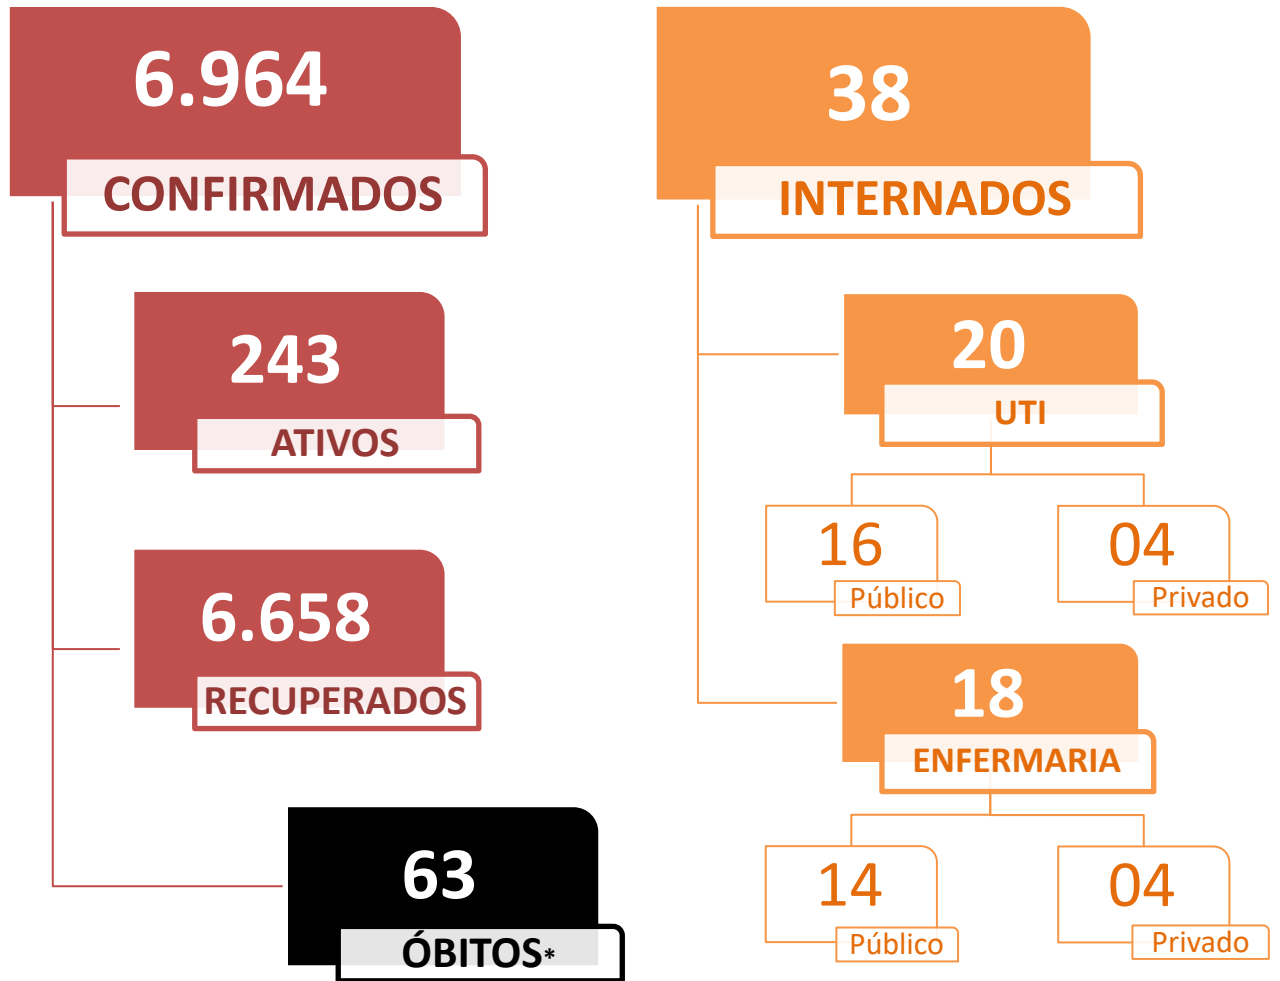 6.964
CONFIRMADOS
243
ATIVOS
6.658
RECUPERADOS
63
ÓBITOS*
38
INTERNADOS
20
UTI
16
Público
04
Privado
18
ENFERMARIA
14
Público
04
Privado